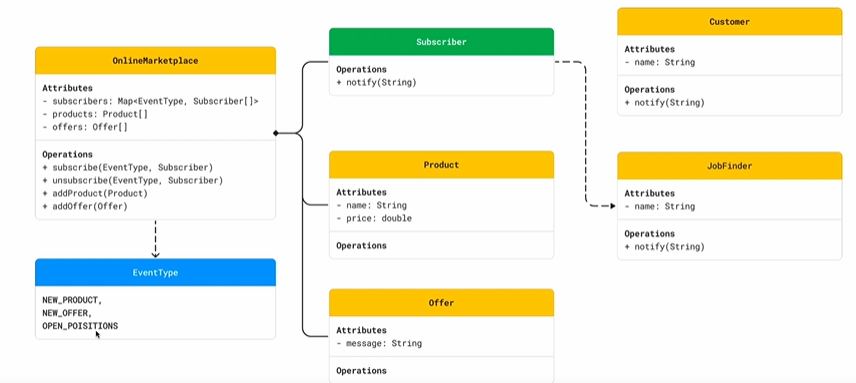 OnlineMarketplace
Attributes
- subscribers: Map<EventType, Subscriber[]>
- products: Product[]
- offers: Offer[]
Operations
+ subscribe(EventType, Subscriber)
+ unsubscribe(EventType, Subscriber)
+ addProduct(Product)
+ addOffer(Offer)
EventType
NEW_PRODUCT,
NEW_OFFER,
OPEN_POISITIONS
Subscriber
Operations
+ notify(String)
Product
Attributes
- name: String
- price: double
Operations
Offer
Attributes
- message: String
Operations
Customer
Attributes
- name: String
Operations
+ notify(String)
JobFinder
Attributes
- name: String
Operations
+ notify(String)